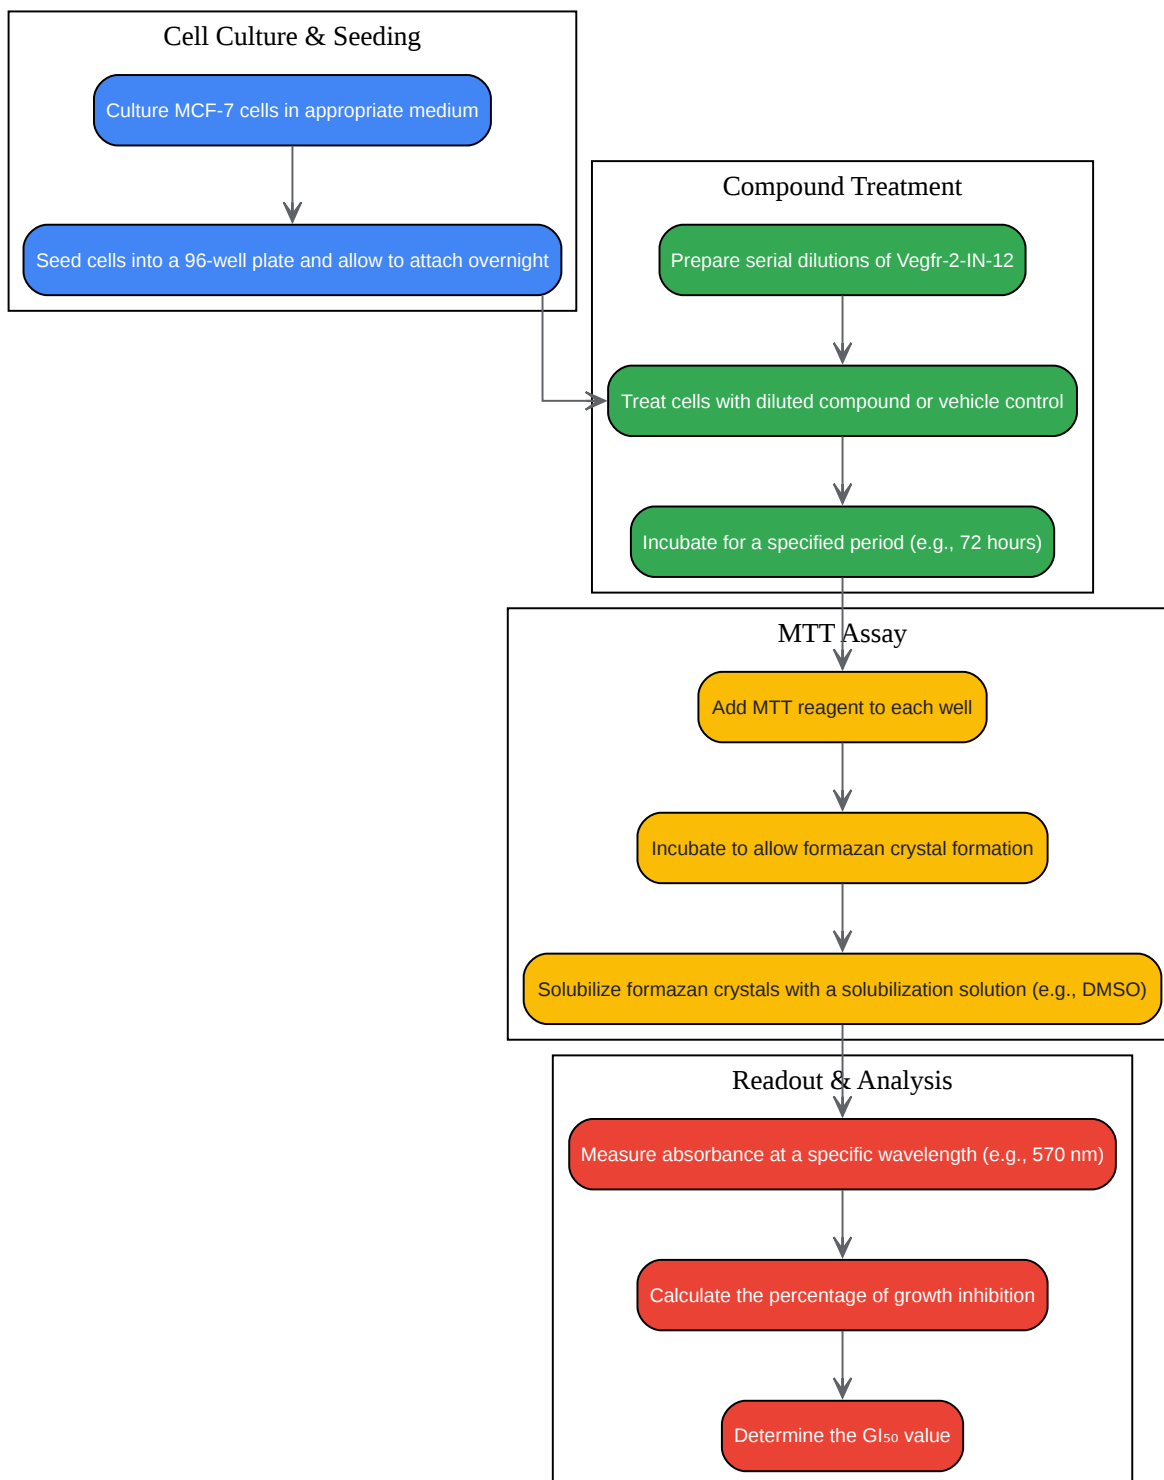 Cell Culture & Seeding
Culture MCF-7 cells in appropriate medium
Seed cells into a 96-well plate and allow to attach overnight
Compound Treatment
Prepare serial dilutions of Vegfr-2-IN-12
Treat cells with diluted compound or vehicle control
Incubate for a specified period (e.g., 72 hours)
MTT Assay
Add MTT reagent to each well
Incubate to allow formazan crystal formation
Solubilize formazan crystals with a solubilization solution (e.g., DMSO)
Readout & Analysis
Measure absorbance at a specific wavelength (e.g., 570 nm)
Calculate the percentage of growth inhibition
Determine the GI₅₀ value